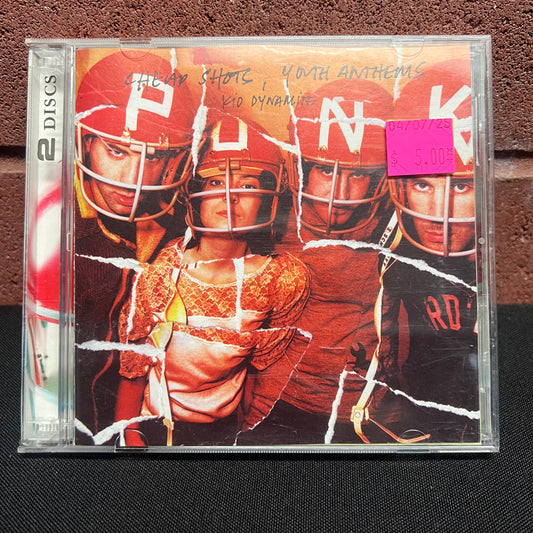 2 DISCS
CHEAP SHOTS, YOUTH ANTHEMS
KID DYNAMITE
P U N K
04/07/25
$ 5.00
RD